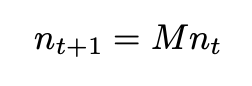 n_{t+1} = Mn_t